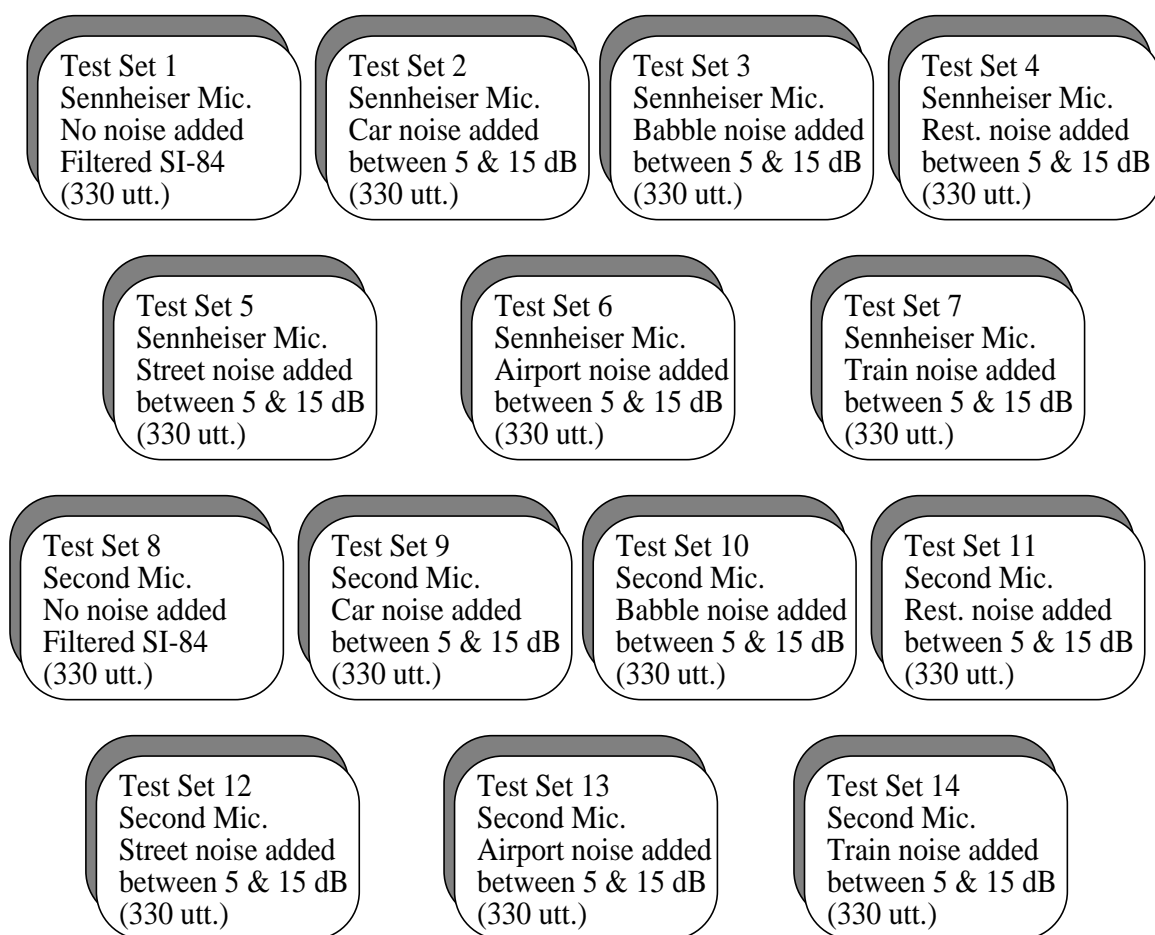 Test Set 1
Sennheiser Mic.
No noise added
Filtered SI-84
(330 utt.)
Test Set 2
Sennheiser Mic.
Car noise added
between 5 & 15 dB
(330 utt.)
Test Set 3
Sennheiser Mic.
Babble noise added
between 5 & 15 dB
(330 utt.)
Test Set 4
Sennheiser Mic.
Rest. noise added
between 5 & 15 dB
(330 utt.)
Test Set 5
Sennheiser Mic.
Street noise added
between 5 & 15 dB
(330 utt.)
Test Set 6
Sennheiser Mic.
Airport noise added
between 5 & 15 dB
(330 utt.)
Test Set 7
Sennheiser Mic.
Train noise added
between 5 & 15 dB
(330 utt.)
Test Set 8
Second Mic.
No noise added
Filtered SI-84
(330 utt.)
Test Set 9
Second Mic.
Car noise added
between 5 & 15 dB
(330 utt.)
Test Set 10
Second Mic.
Babble noise added
between 5 & 15 dB
(330 utt.)
Test Set 11
Second Mic.
Rest. noise added
between 5 & 15 dB
(330 utt.)
Test Set 12
Second Mic.
Street noise added
between 5 & 15 dB
(330 utt.)
Test Set 13
Second Mic.
Airport noise added
between 5 & 15 dB
(330 utt.)
Test Set 14
Second Mic.
Train noise added
between 5 & 15 dB
(330 utt.)